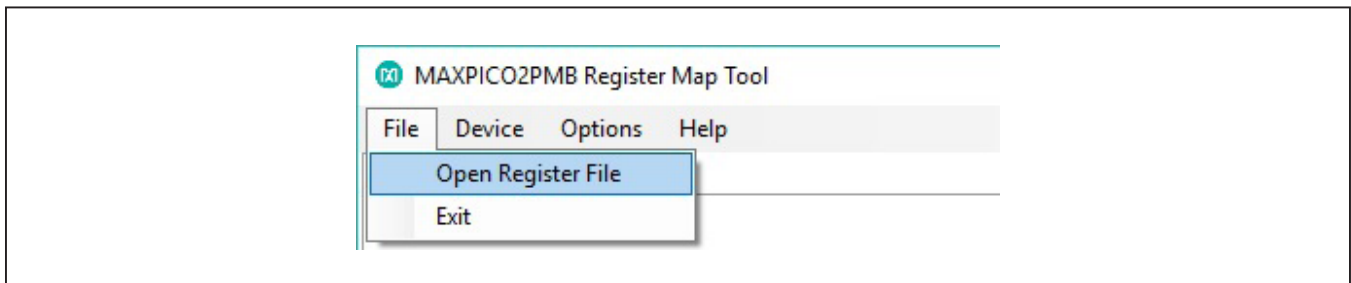 MAXPICO2PMB Register Map Tool
File Device Options Help
Open Register File
Exit